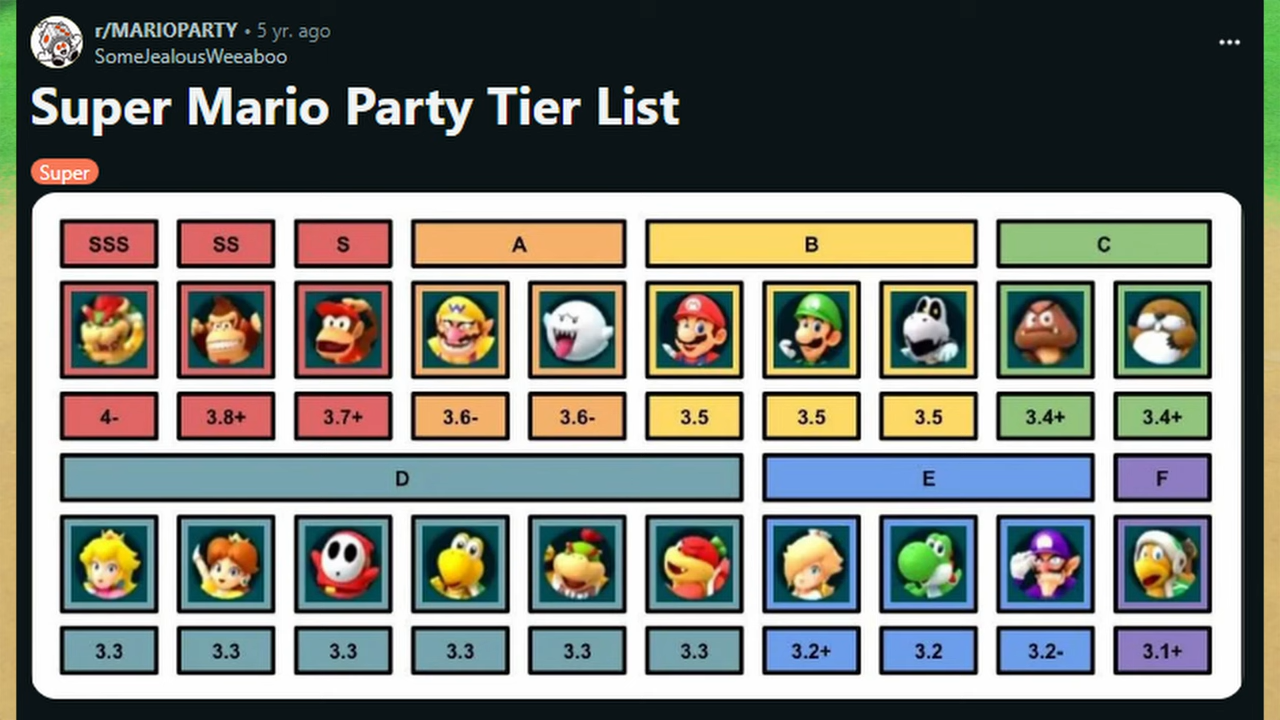 r/MARIOPARTY • 5 yr. ago
SomeJealousWeeaboo
Super Mario Party Tier List
Super
SSS SS S A B C
4- 3.8+ 3.7+ 3.6- 3.6- 3.5 3.5 3.5 3.4+ 3.4+
D E F
3.3 3.3 3.3 3.3 3.3 3.3 3.2+ 3.2 3.2- 3.1+